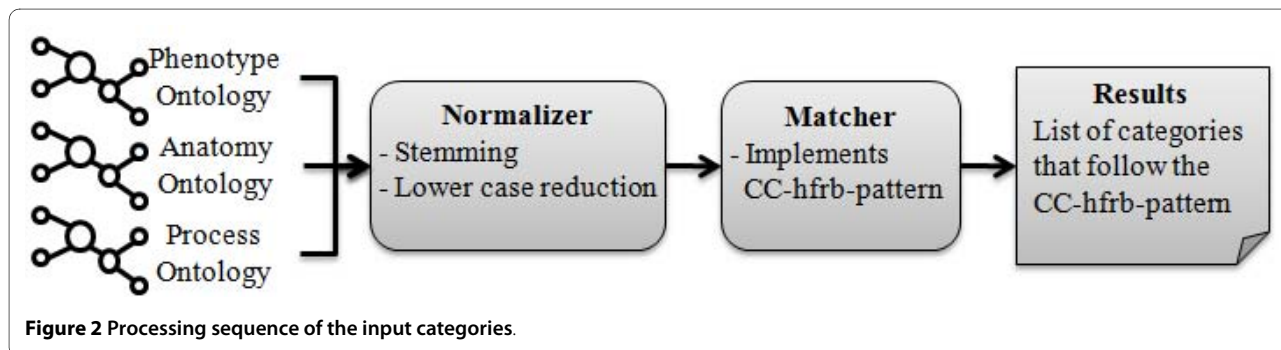 Phenotype
Ontology
Anatomy
Ontology
Process
Ontology
Normalizer
- Stemming
- Lower case reduction
Matcher
- Implements
CC-hfrb-pattern
Results
List of categories
that follow the
CC-hfrb-pattern
Figure 2 Processing sequence of the input categories.